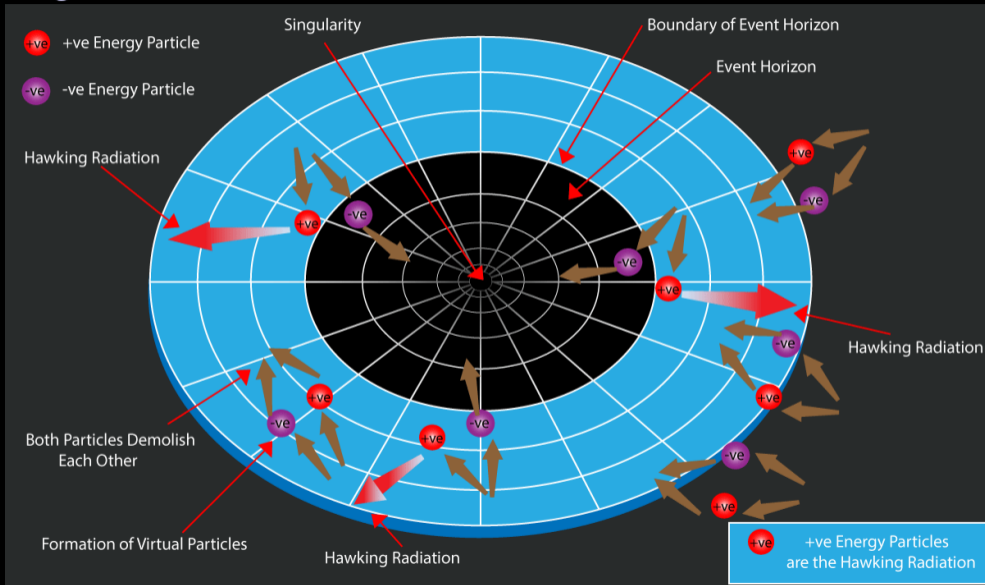 Singularity
Boundary of Event Horizon
+ve +ve Energy Particle
Event Horizon
-ve -ve Energy Particle
Hawking Radiation
+ve
-ve
-ve
+ve
-ve
+ve
Hawking Radiation
-ve
+ve
+ve
-ve
-ve
+ve
Both Particles Demolish
Each Other
-ve
+ve
Formation of Virtual Particles
Hawking Radiation
+ve +ve Energy Particles
are the Hawking Radiation